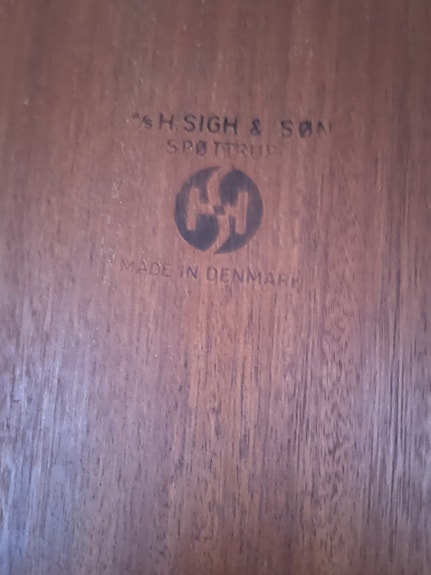 A/S H. SIGH & SØN
SPØTTRUP
H H
MADE IN DENMARK